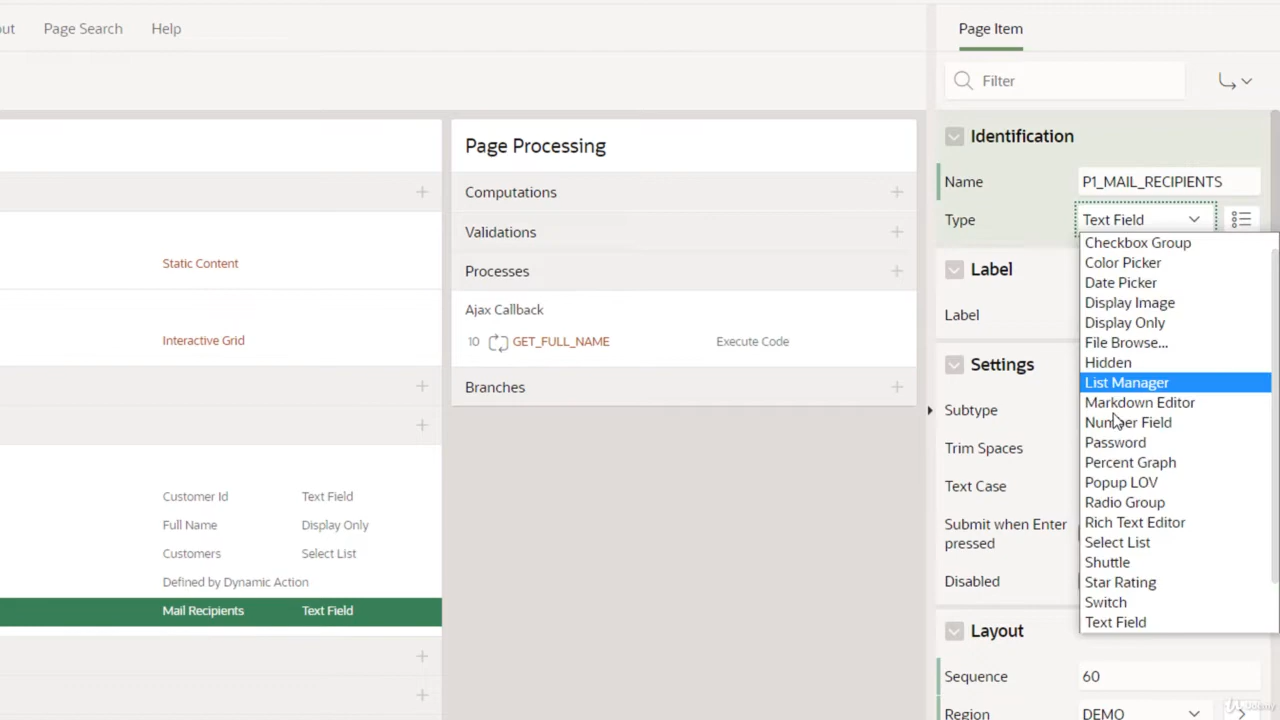 out Page Search Help
Page Item
Filter
Identification
Name P1_MAIL_RECIPIENTS
Type Text Field
Checkbox Group
Color Picker
Date Picker
Display Image
Display Only
File Browse...
Hidden
List Manager
Markdown Editor
Number Field
Password
Percent Graph
Popup LOV
Radio Group
Rich Text Editor
Select List
Shuttle
Star Rating
Switch
Text Field
Label
Label
Settings
Subtype
Trim Spaces
Text Case
Submit when Enter
pressed
Disabled
Layout
Sequence 60
Region DEMO
Page Processing
Computations
Validations
Processes
Ajax Callback
10 GET_FULL_NAME Execute Code
Branches
Static Content
Interactive Grid
Customer Id Text Field
Full Name Display Only
Customers Select List
Defined by Dynamic Action
Mail Recipients Text Field
Udemy